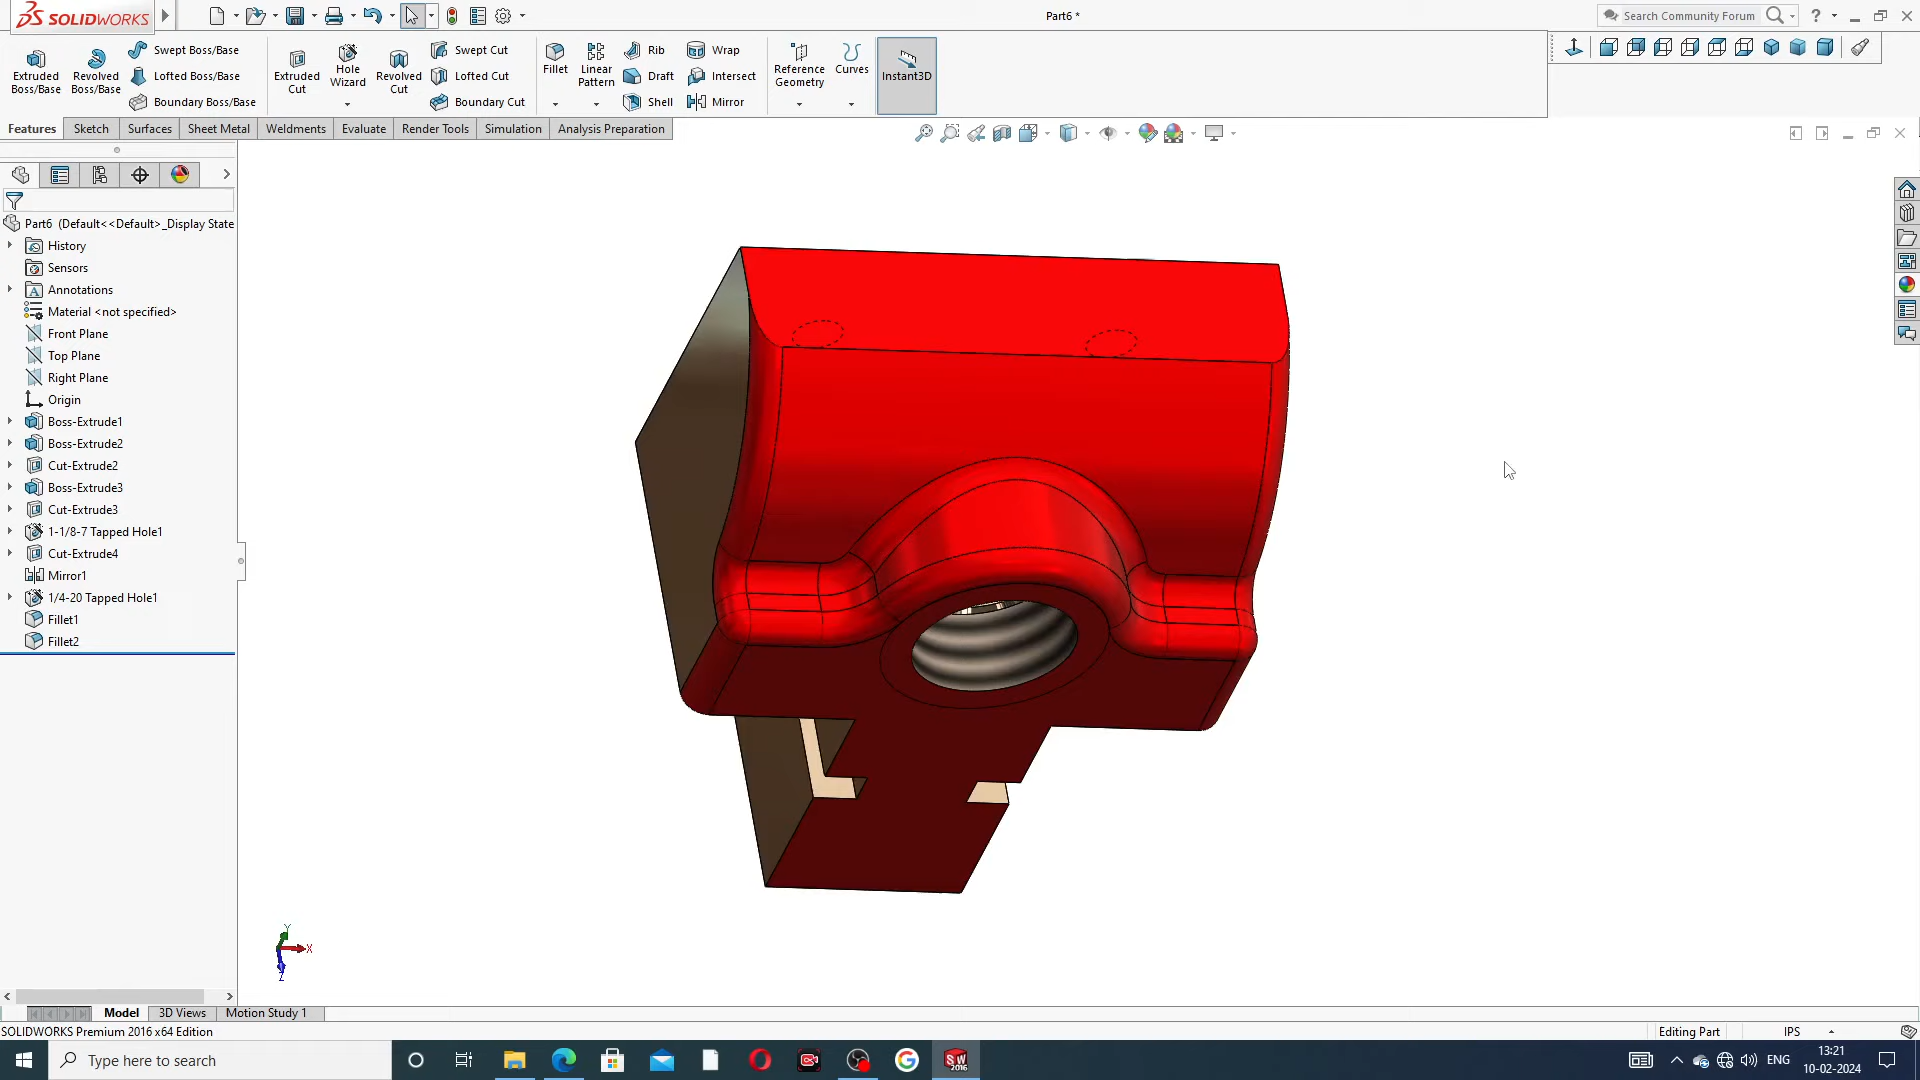 SOLIDWORKS
Part6 *
Search Community Forum
?
Extruded Boss/Base
Revolved Boss/Base
Swept Boss/Base
Lofted Boss/Base
Boundary Boss/Base
Extruded Cut
Hole Wizard
Revolved Cut
Swept Cut
Lofted Cut
Boundary Cut
Fillet
Linear Pattern
Rib
Draft
Shell
Wrap
Intersect
Mirror
Reference Geometry
Curves
Instant3D
Features
Sketch
Surfaces
Sheet Metal
Weldments
Evaluate
Render Tools
Simulation
Analysis Preparation
Part6 (Default<<Default>_Display State
History
Sensors
Annotations
Material <not specified>
Front Plane
Top Plane
Right Plane
Origin
Boss-Extrude1
Boss-Extrude2
Cut-Extrude2
Boss-Extrude3
Cut-Extrude3
1-1/8-7 Tapped Hole1
Cut-Extrude4
Mirror1
1/4-20 Tapped Hole1
Fillet1
Fillet2
Y
X
Z
Model
3D Views
Motion Study 1
SOLIDWORKS Premium 2016 x64 Edition
Editing Part
IPS
Type here to search
SW
2016
ENG
13:21
10-02-2024